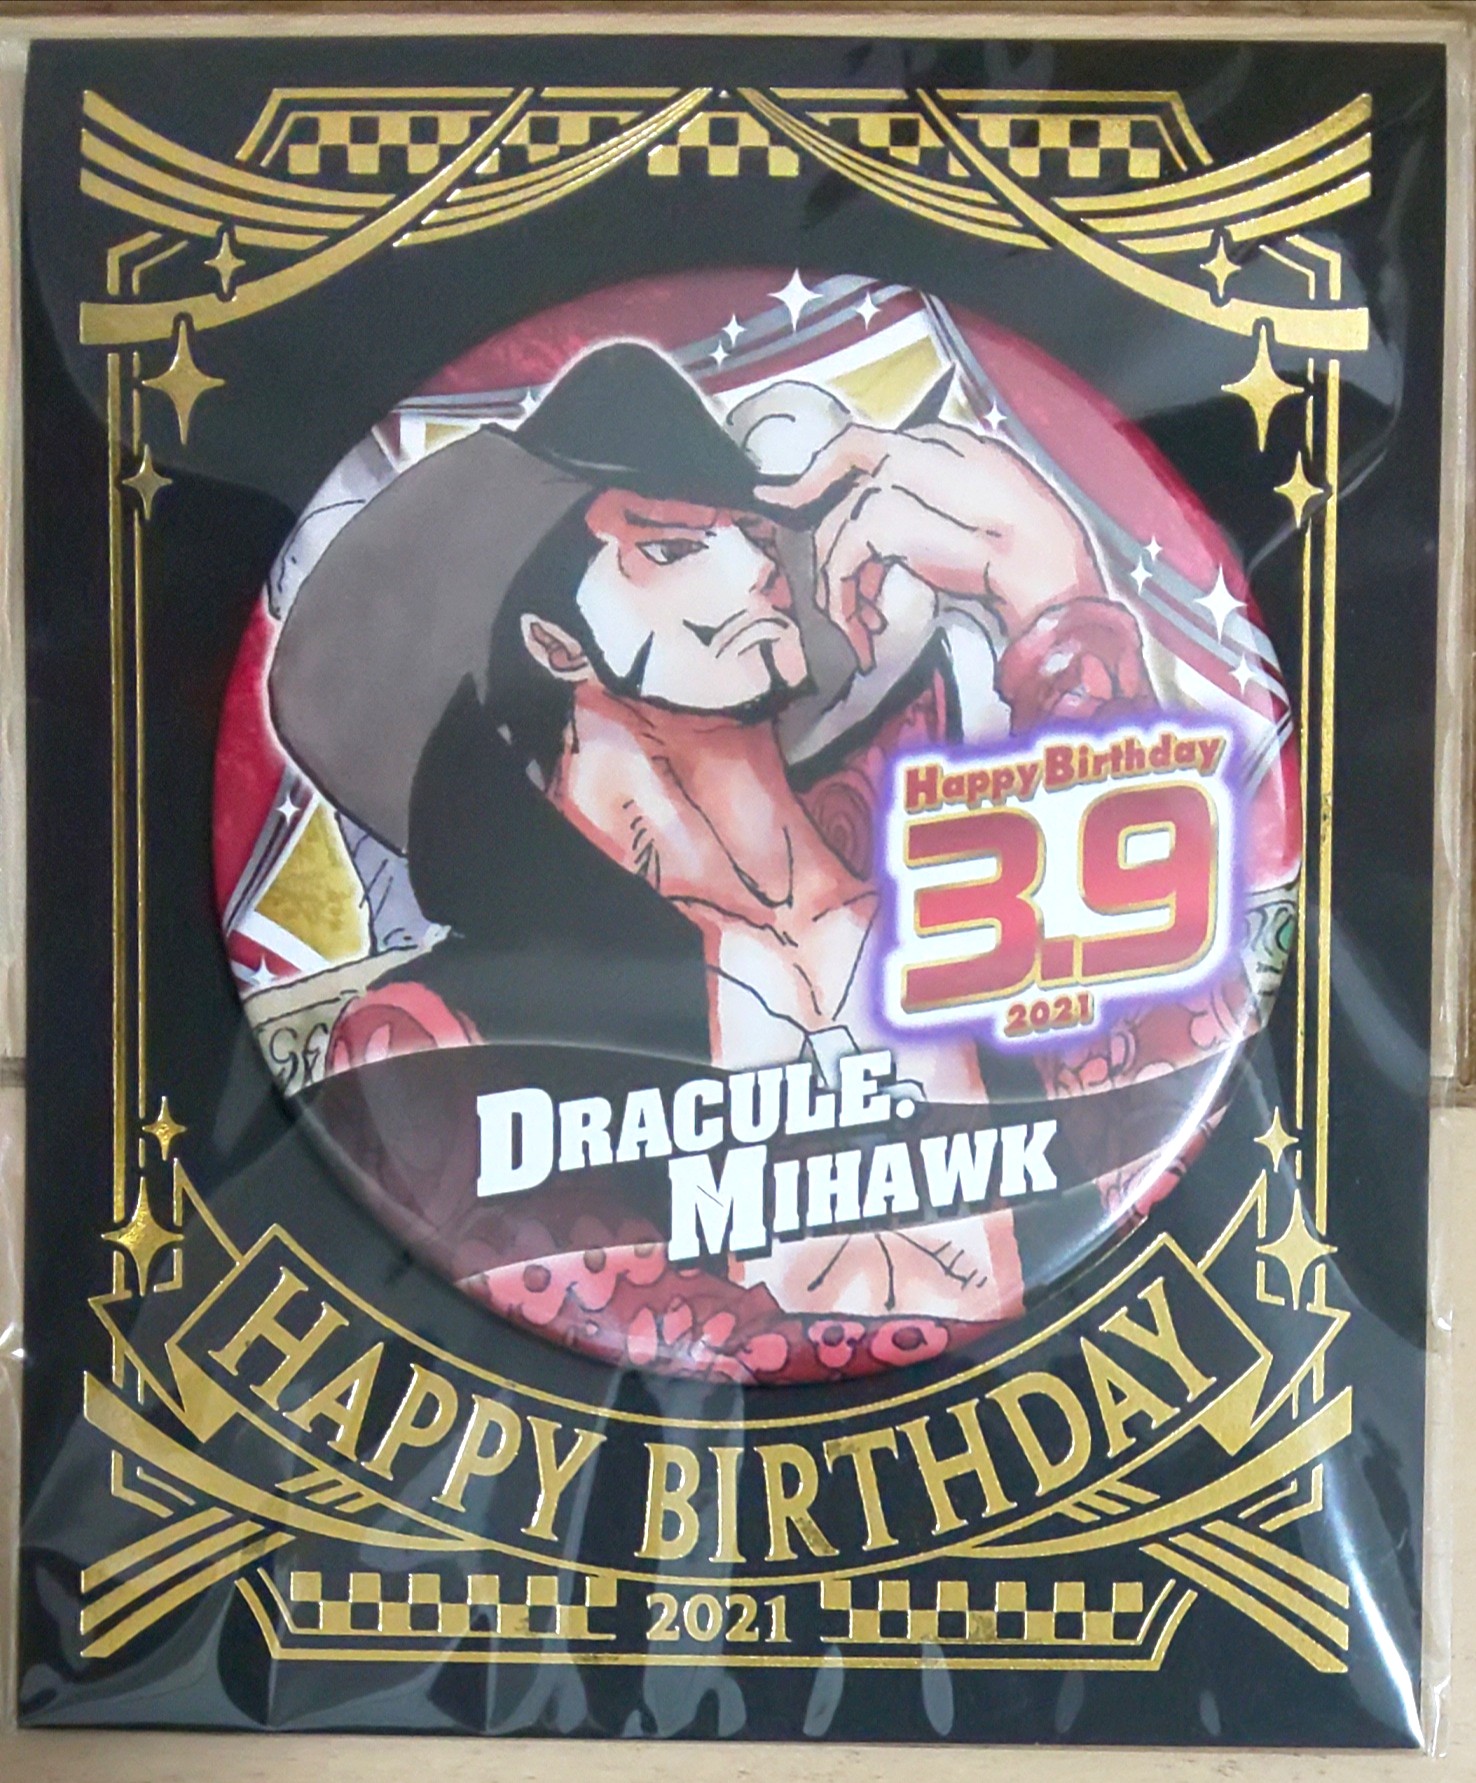 Happy Birthday
3.9
2021
DRACULE.
MIHAWK
HAPPY BIRTHDAY
2021